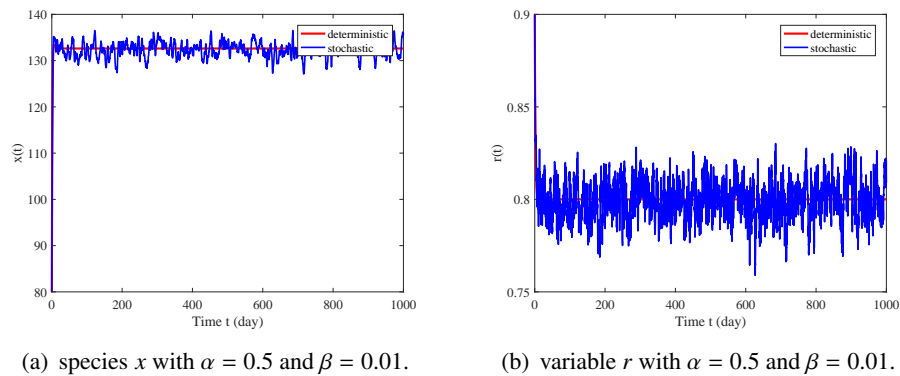 140
130
120
110
100
90
80
x(t)
0 200 400 600 800 1000
Time t (day)
deterministic
stochastic
0.9
0.85
0.8
0.75
r(t)
0 200 400 600 800 1000
Time t (day)
deterministic
stochastic
(a) species x with α = 0.5 and β = 0.01.
(b) variable r with α = 0.5 and β = 0.01.